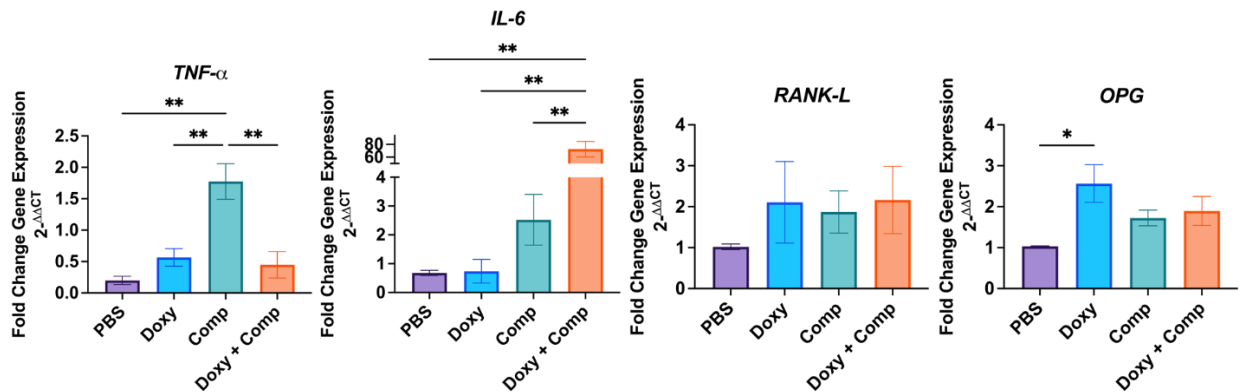 TNF-α
Fold Change Gene Expression
2-ΔΔCT
2.5
2.0
1.5
1.0
0.5
0.0
**
** **
PBS
Doxy
Comp
Doxy + Comp
IL-6
Fold Change Gene Expression
2-ΔΔCT
80
60
4
3
2
1
0
**
**
**
PBS
Doxy
Comp
Doxy + Comp
RANK-L
Fold Change Gene Expression
2-ΔΔCT
4
3
2
1
0
PBS
Doxy
Comp
Doxy + Comp
OPG
Fold Change Gene Expression
2-ΔΔCT
4
3
2
1
0
*
PBS
Doxy
Comp
Doxy + Comp